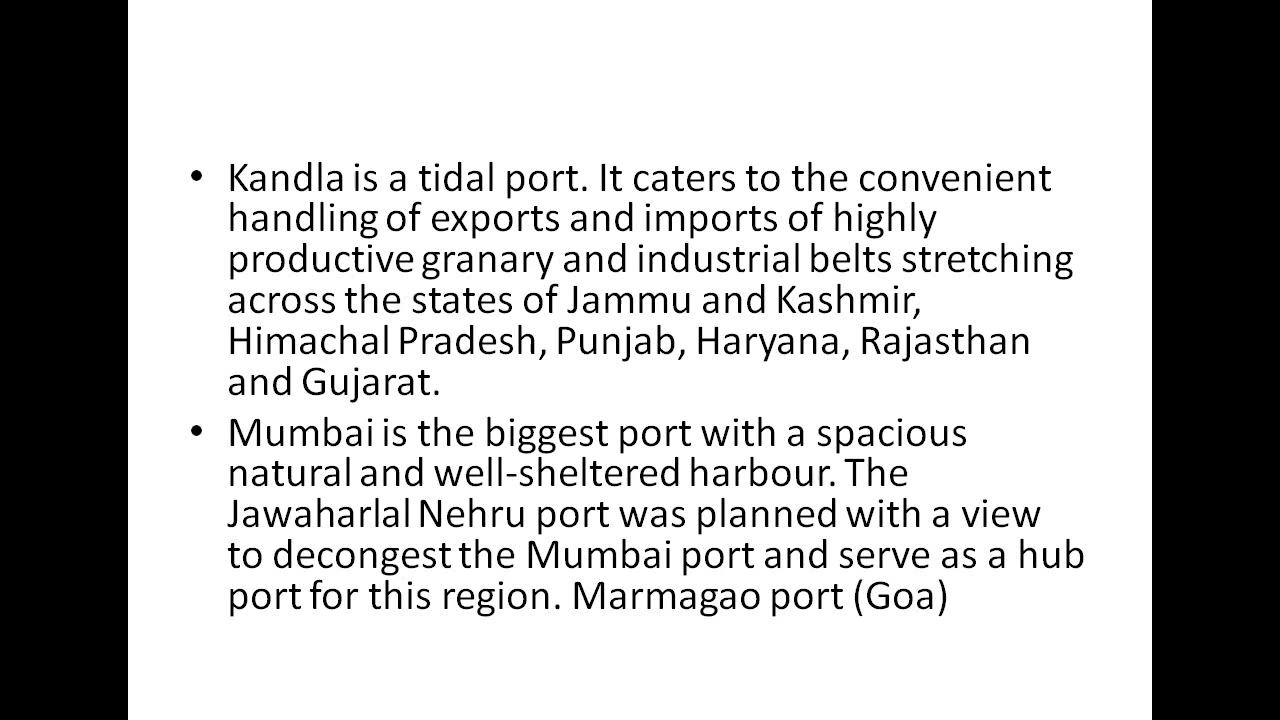 • Kandla is a tidal port. It caters to the convenient
handling of exports and imports of highly
productive granary and industrial belts stretching
across the states of Jammu and Kashmir,
Himachal Pradesh, Punjab, Haryana, Rajasthan
and Gujarat.
• Mumbai is the biggest port with a spacious
natural and well-sheltered harbour. The
Jawaharlal Nehru port was planned with a view
to decongest the Mumbai port and serve as a hub
port for this region. Marmagao port (Goa)